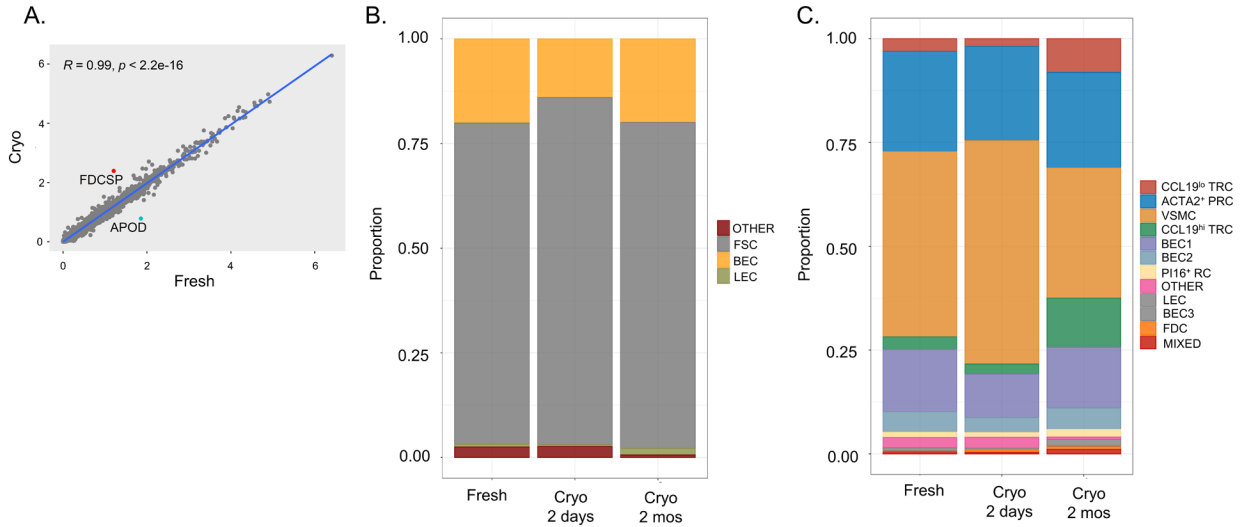 A.
R = 0.99, p < 2.2e-16
FDCSP
APOD
Cryo
6
4
2
0
0
2
4
6
Fresh
B.
Proportion
1.00
0.75
0.50
0.25
0.00
Fresh
Cryo
2 days
Cryo
2 mos
OTHER
FSC
BEC
LEC
C.
Proportion
1.00
0.75
0.50
0.25
0.00
Fresh
Cryo
2 days
Cryo
2 mos
CCL19ˡᵒ TRC
ACTA2⁺ PRC
VSMC
CCL19ʰⁱ TRC
BEC1
BEC2
PI16⁺ RC
OTHER
LEC
BEC3
FDC
MIXED